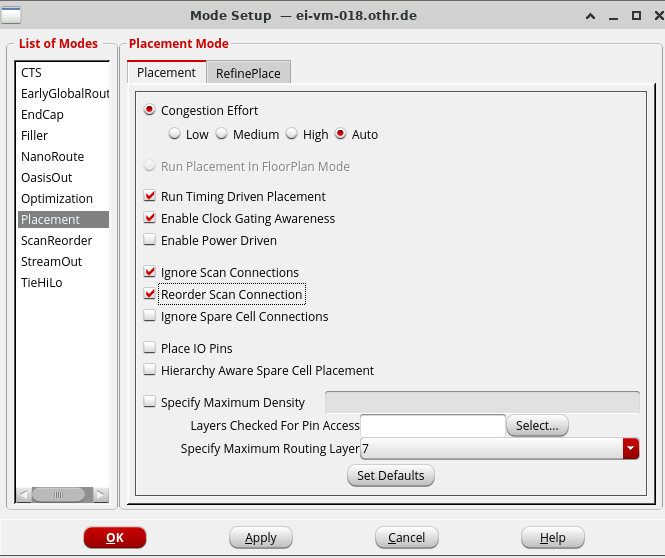 Mode Setup — ei-vm-018.othr.de
List of Modes
CTS
EarlyGlobalRout
EndCap
Filler
NanoRoute
OasisOut
Optimization
Placement
ScanReorder
StreamOut
TieHiLo
Placement Mode
Placement RefinePlace
Congestion Effort
Low Medium High Auto
Run Placement In FloorPlan Mode
Run Timing Driven Placement
Enable Clock Gating Awareness
Enable Power Driven
Ignore Scan Connections
Reorder Scan Connection
Ignore Spare Cell Connections
Place IO Pins
Hierarchy Aware Spare Cell Placement
Specify Maximum Density
Layers Checked For Pin Access Select...
Specify Maximum Routing Layer 7
Set Defaults
OK Apply Cancel Help